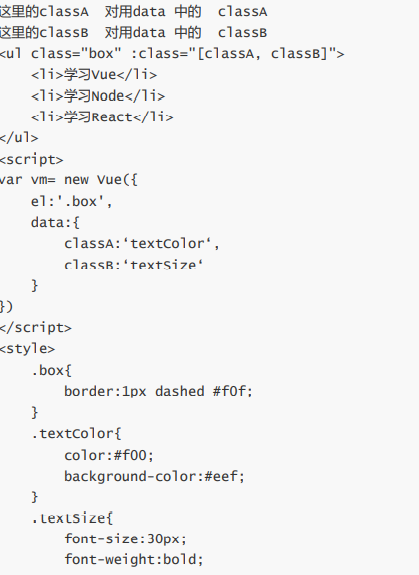 这里的classA  对用data 中的  classA
这里的classB  对用data 中的  classB
<ul class="box" :class="[classA, classB]">
    <li>学习Vue</li>
    <li>学习Node</li>
    <li>学习React</li>
</ul>
<script>
var vm= new Vue({
    el:'.box',
    data:{
        classA:‘textColor‘,
        classB:‘textSize‘
    }
})
</script>
<style>
    .box{
        border:1px dashed #f0f;
    }
    .textColor{
        color:#f00;
        background-color:#eef;
    }
    .textSize{
        font-size:30px;
        font-weight:bold;